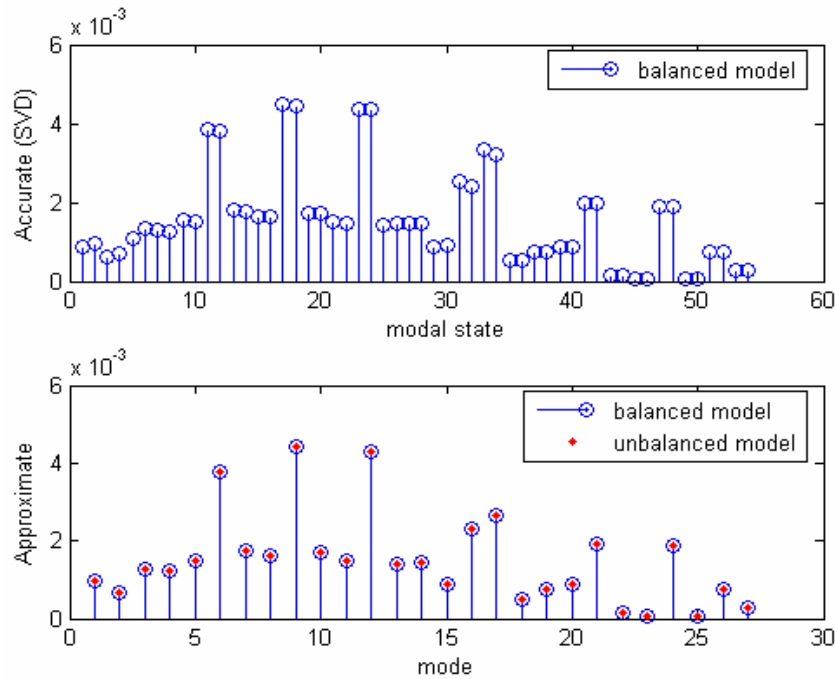 x 10-3
6
4
2
0
Accurate (SVD)
balanced model
0 10 20 30 40 50 60
modal state
x 10-3
6
4
2
0
Approximate
balanced model
unbalanced model
0 5 10 15 20 25 30
mode